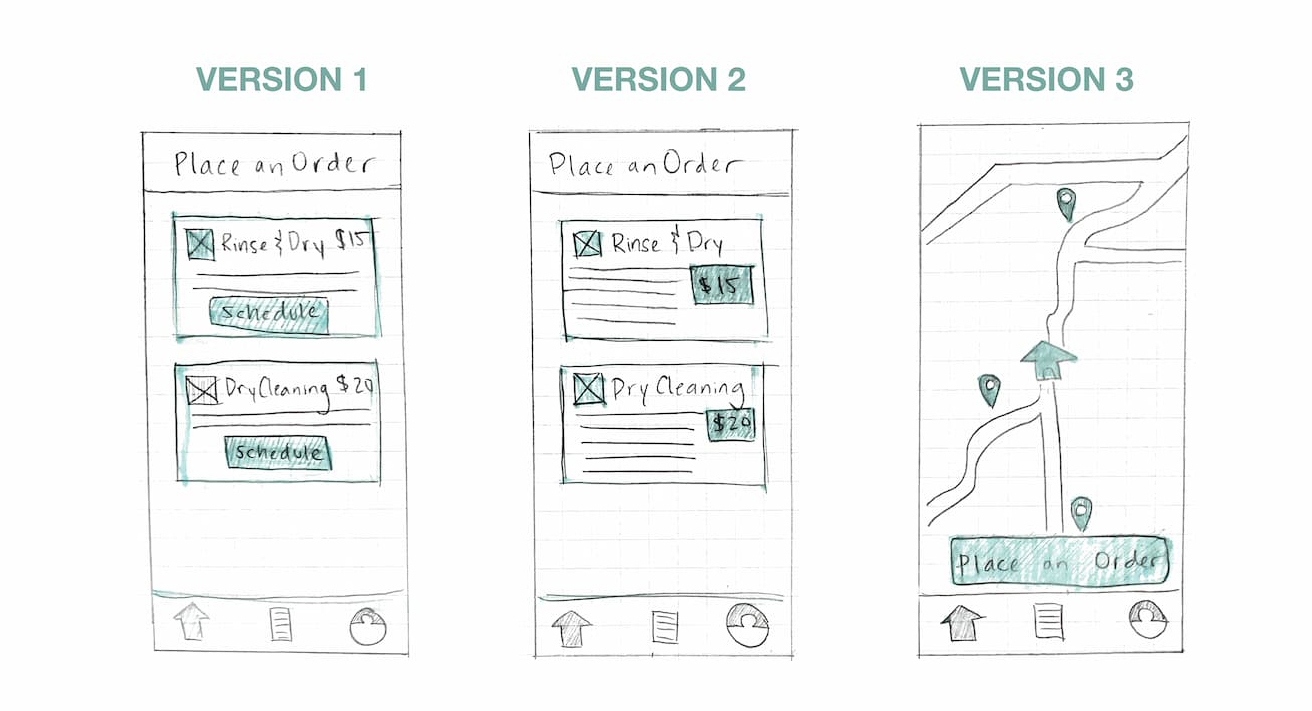 VERSION 1
Place an Order
Rinse & Dry $15
Schedule
Dry Cleaning $20
Schedule
VERSION 2
Place an Order
Rinse & Dry
$15
Dry Cleaning
$20
VERSION 3
Place an Order